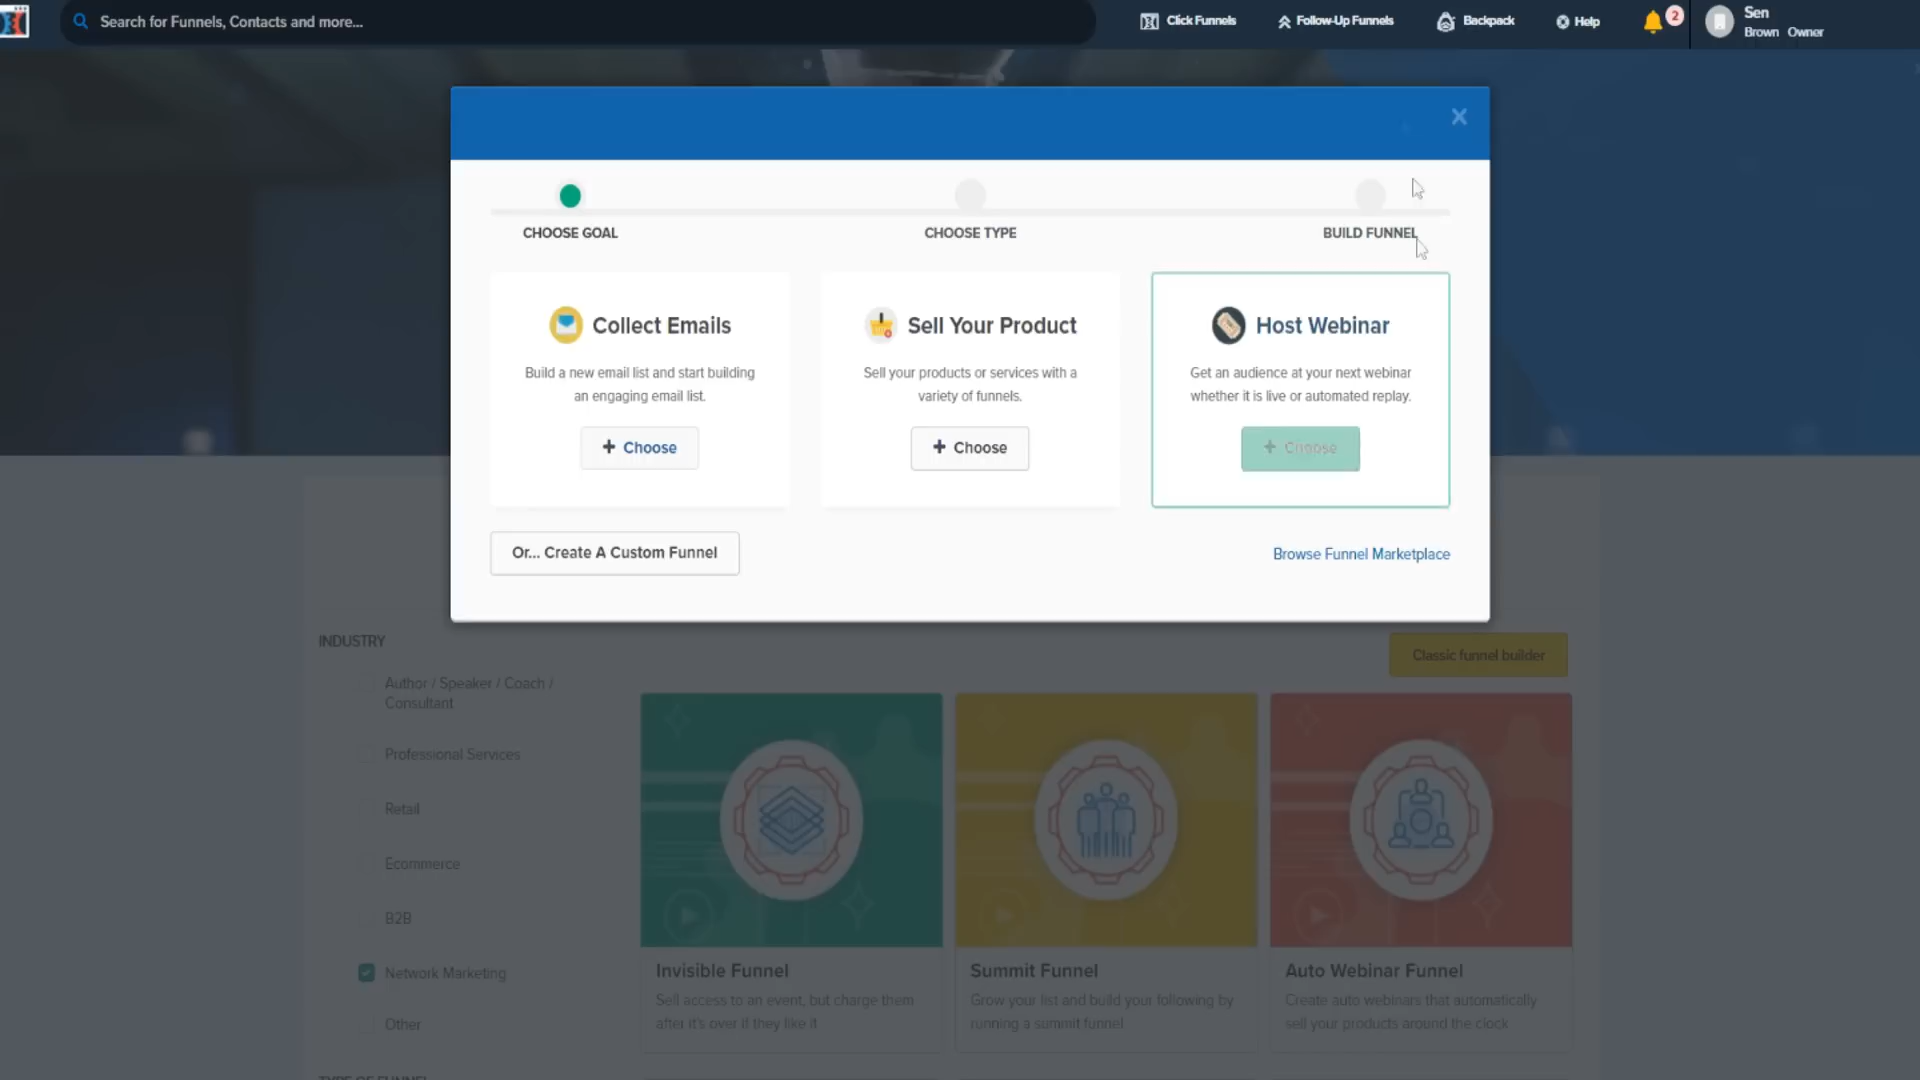 Search for Funnels, Contacts and more...
Click Funnels
Follow-Up Funnels
Backpack
Help
2
Sen
Brown Owner
CHOOSE GOAL
CHOOSE TYPE
BUILD FUNNEL
Collect Emails
Build a new email list and start building
an engaging email list.
Choose
Sell Your Product
Sell your products or services with a
variety of funnels.
Choose
Host Webinar
Get an audience at your next webinar
whether it is live or automated replay.
Choose
Or... Create A Custom Funnel
Browse Funnel Marketplace
INDUSTRY
Classic funnel builder
Author / Speaker / Coach /
Consultant
Professional Services
Retail
Ecommerce
B2B
Network Marketing
Other
Invisible Funnel
Sell access to an event, but charge them
after it's over if they like it
Summit Funnel
Grow your list and build your following by
running a summit funnel
Auto Webinar Funnel
Create auto webinars that automatically
sell your products around the clock
TYPE OF FUNNEL